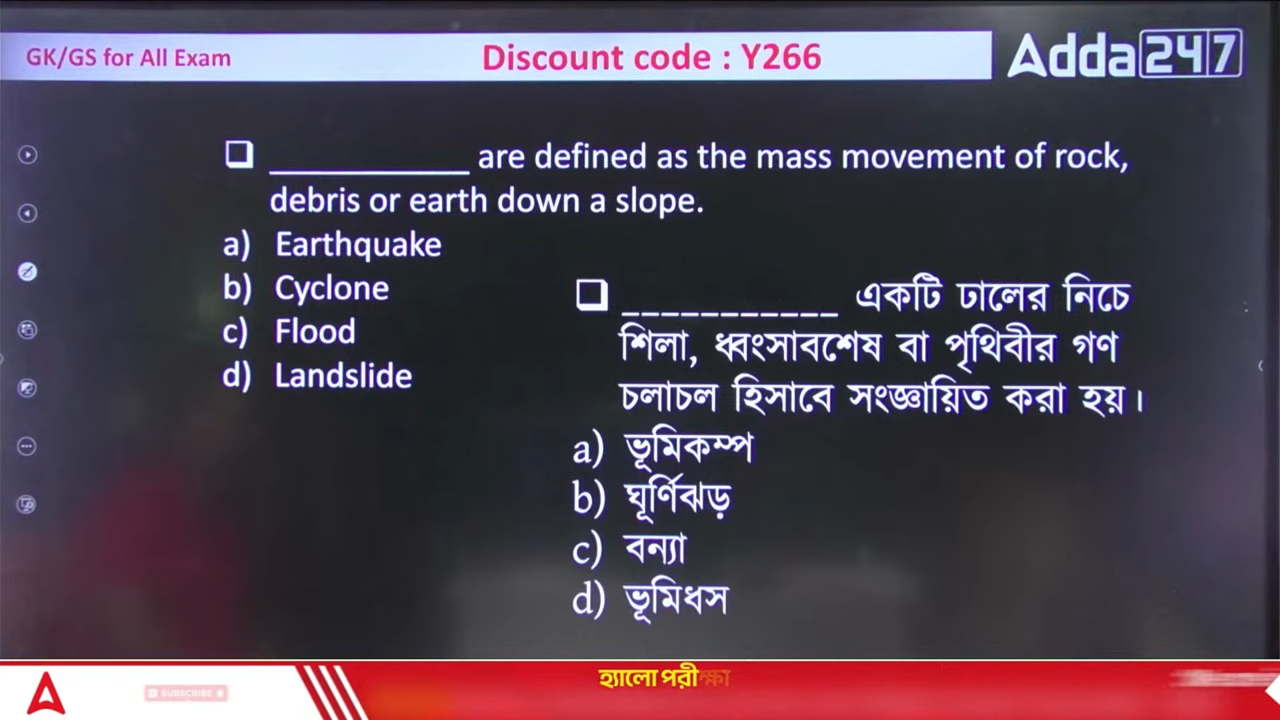 GK/GS for All Exam
Discount code : Y266
Adda247
❑ __________ are defined as the mass movement of rock,
debris or earth down a slope.
a) Earthquake
b) Cyclone
c) Flood
d) Landslide
❑ ___________ একটি ঢালের নিচে
শিলা, ধ্বংসাবশেষ বা পৃথিবীর গণ
চলাচল হিসাবে সংজ্ঞায়িত করা হয়।
a) ভূমিকম্প
b) ঘূর্ণিঝড়
c) বন্যা
d) ভূমিধস
SUBSCRIBE
হ্যালো পরীক্ষা